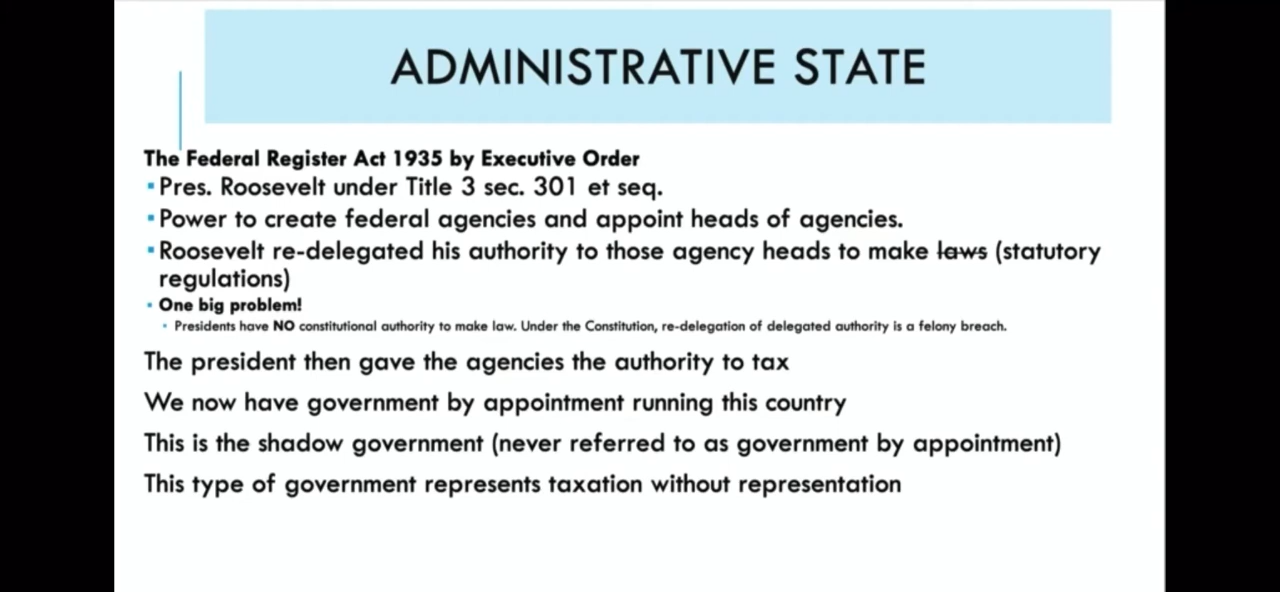 ADMINISTRATIVE STATE
The Federal Register Act 1935 by Executive Order
▪Pres. Roosevelt under Title 3 sec. 301 et seq.
▪Power to create federal agencies and appoint heads of agencies.
▪Roosevelt re-delegated his authority to those agency heads to make laws (statutory
regulations)
▪ One big problem!
▪ Presidents have NO constitutional authority to make law. Under the Constitution, re-delegation of delegated authority is a felony breach.
The president then gave the agencies the authority to tax
We now have government by appointment running this country
This is the shadow government (never referred to as government by appointment)
This type of government represents taxation without representation